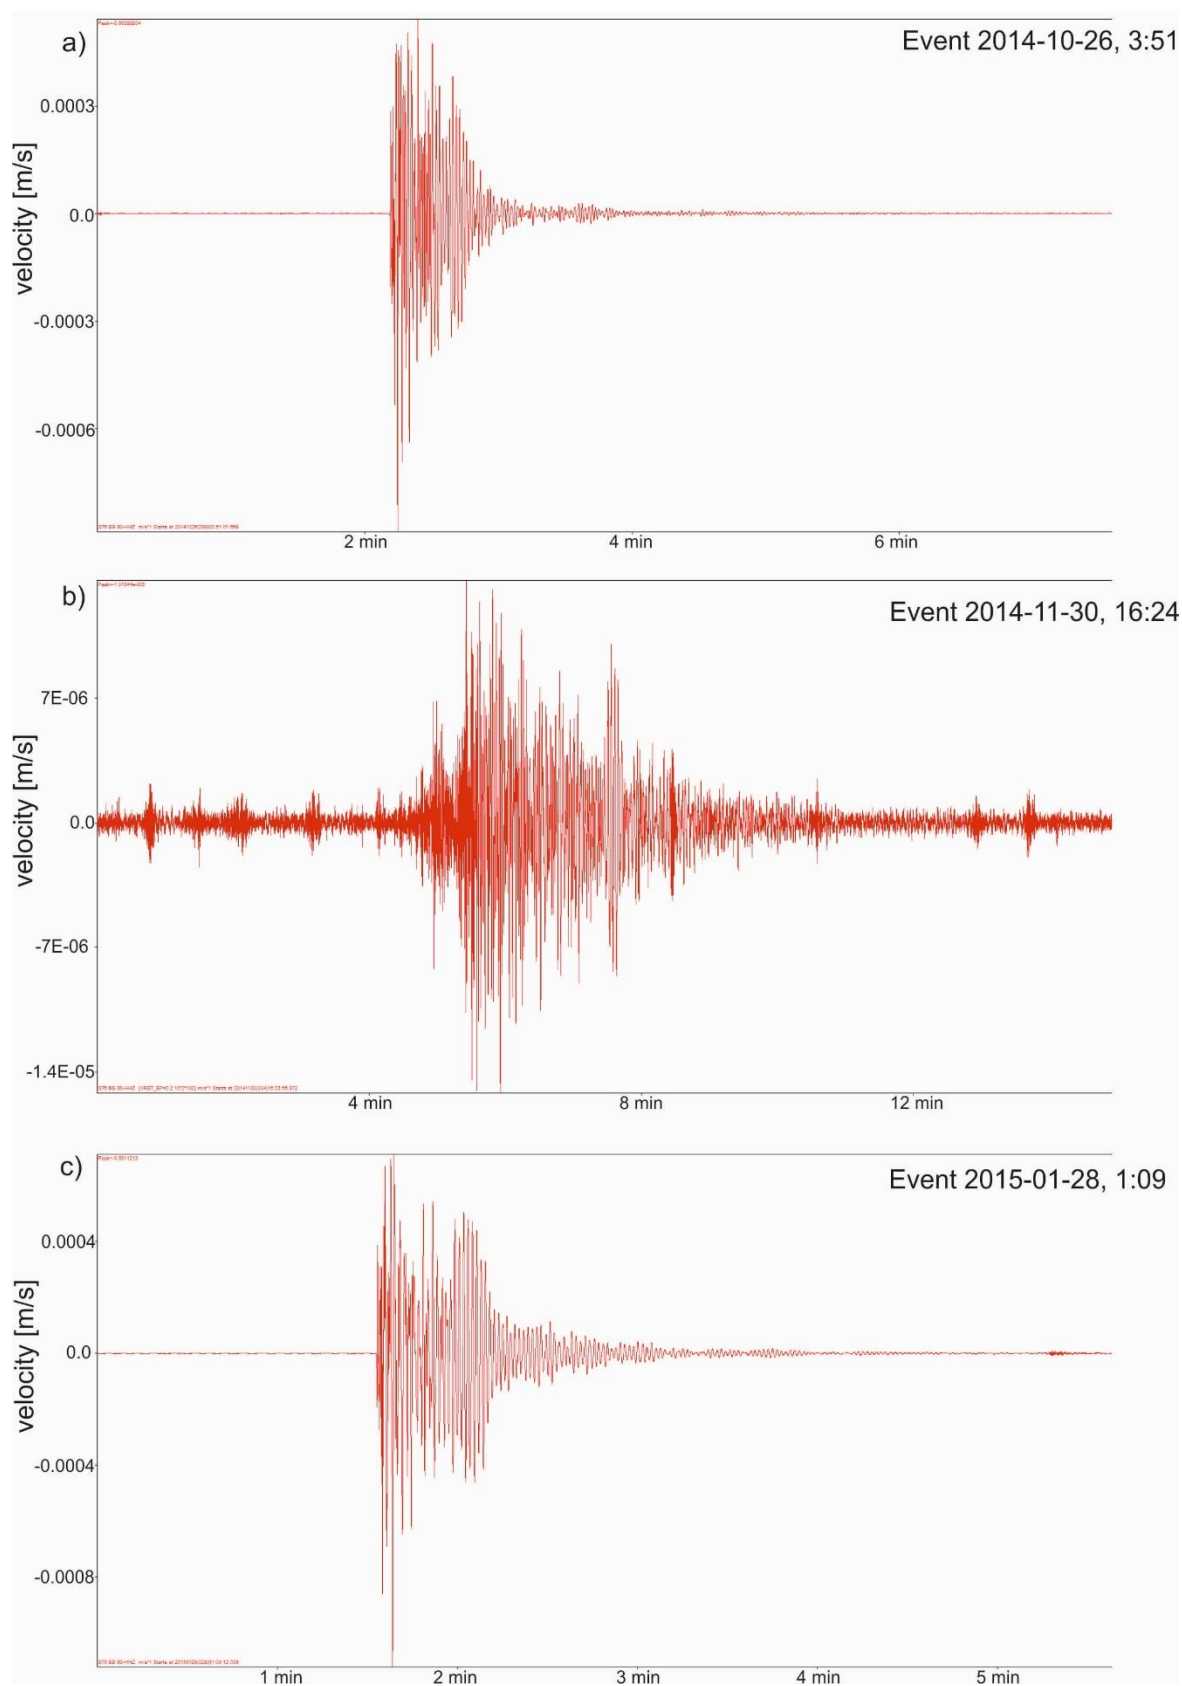 a)
Event 2014-10-26, 3:51
velocity [m/s]
0.0003
0.0
-0.0003
-0.0006
2 min
4 min
6 min
b)
Event 2014-11-30, 16:24
velocity [m/s]
7E-06
0.0
-7E-06
-1.4E-05
4 min
8 min
12 min
c)
Event 2015-01-28, 1:09
velocity [m/s]
0.0004
0.0
-0.0004
-0.0008
1 min
2 min
3 min
4 min
5 min